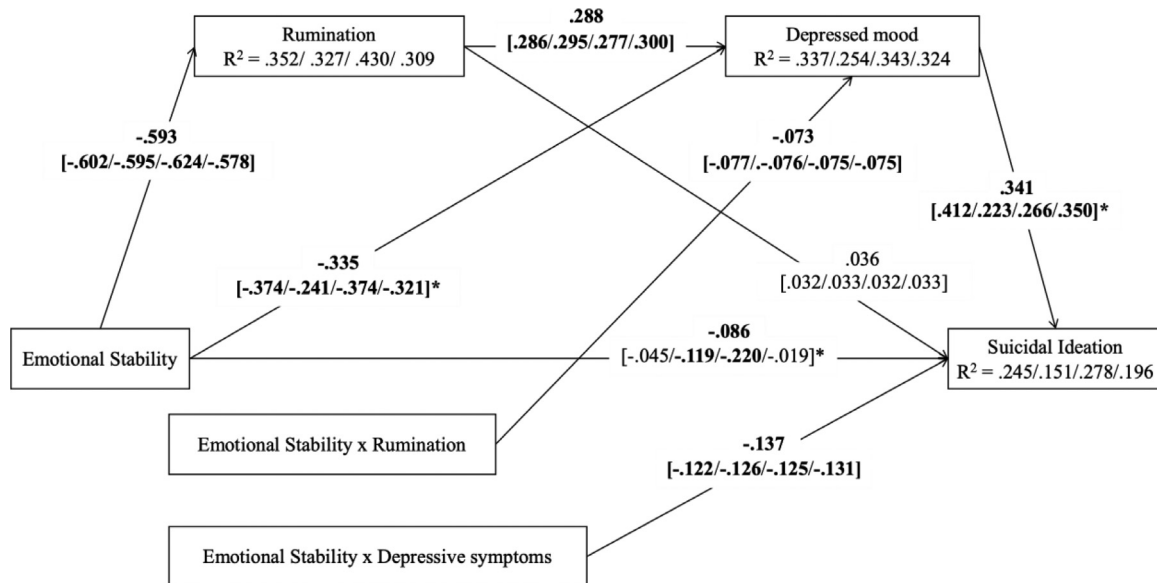 .288
[.286/.295/.277/.300]
Rumination
R² = .352/ .327/ .430/ .309
Depressed mood
R² = .337/.254/.343/.324
-.593
[-.602/-.595/-.624/-.578]
-.073
[-.077/-.076/-.075/-.075]
.341
[.412/.223/.266/.350]*
-.335
[-.374/-.241/-.374/-.321]*
.036
[.032/.033/.032/.033]
-.086
[-.045/-.119/-.220/-.019]*
Emotional Stability
Suicidal Ideation
R² = .245/.151/.278/.196
Emotional Stability x Rumination
-.137
[-.122/-.126/-.125/-.131]
Emotional Stability x Depressive symptoms